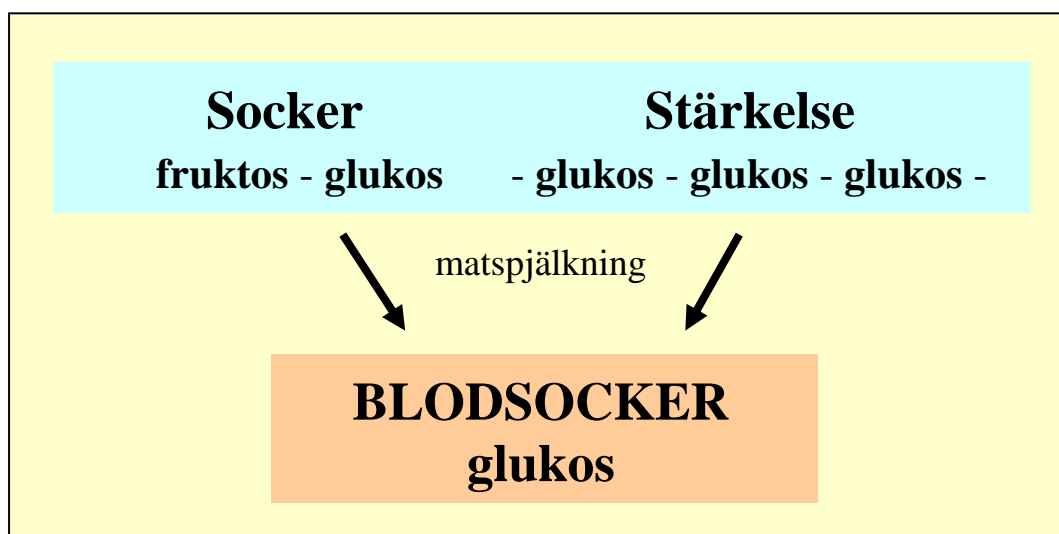 Socker Stärkelse
fruktos - glukos - glukos - glukos - glukos -
matspjälkning
BLODSOCKER
glukos